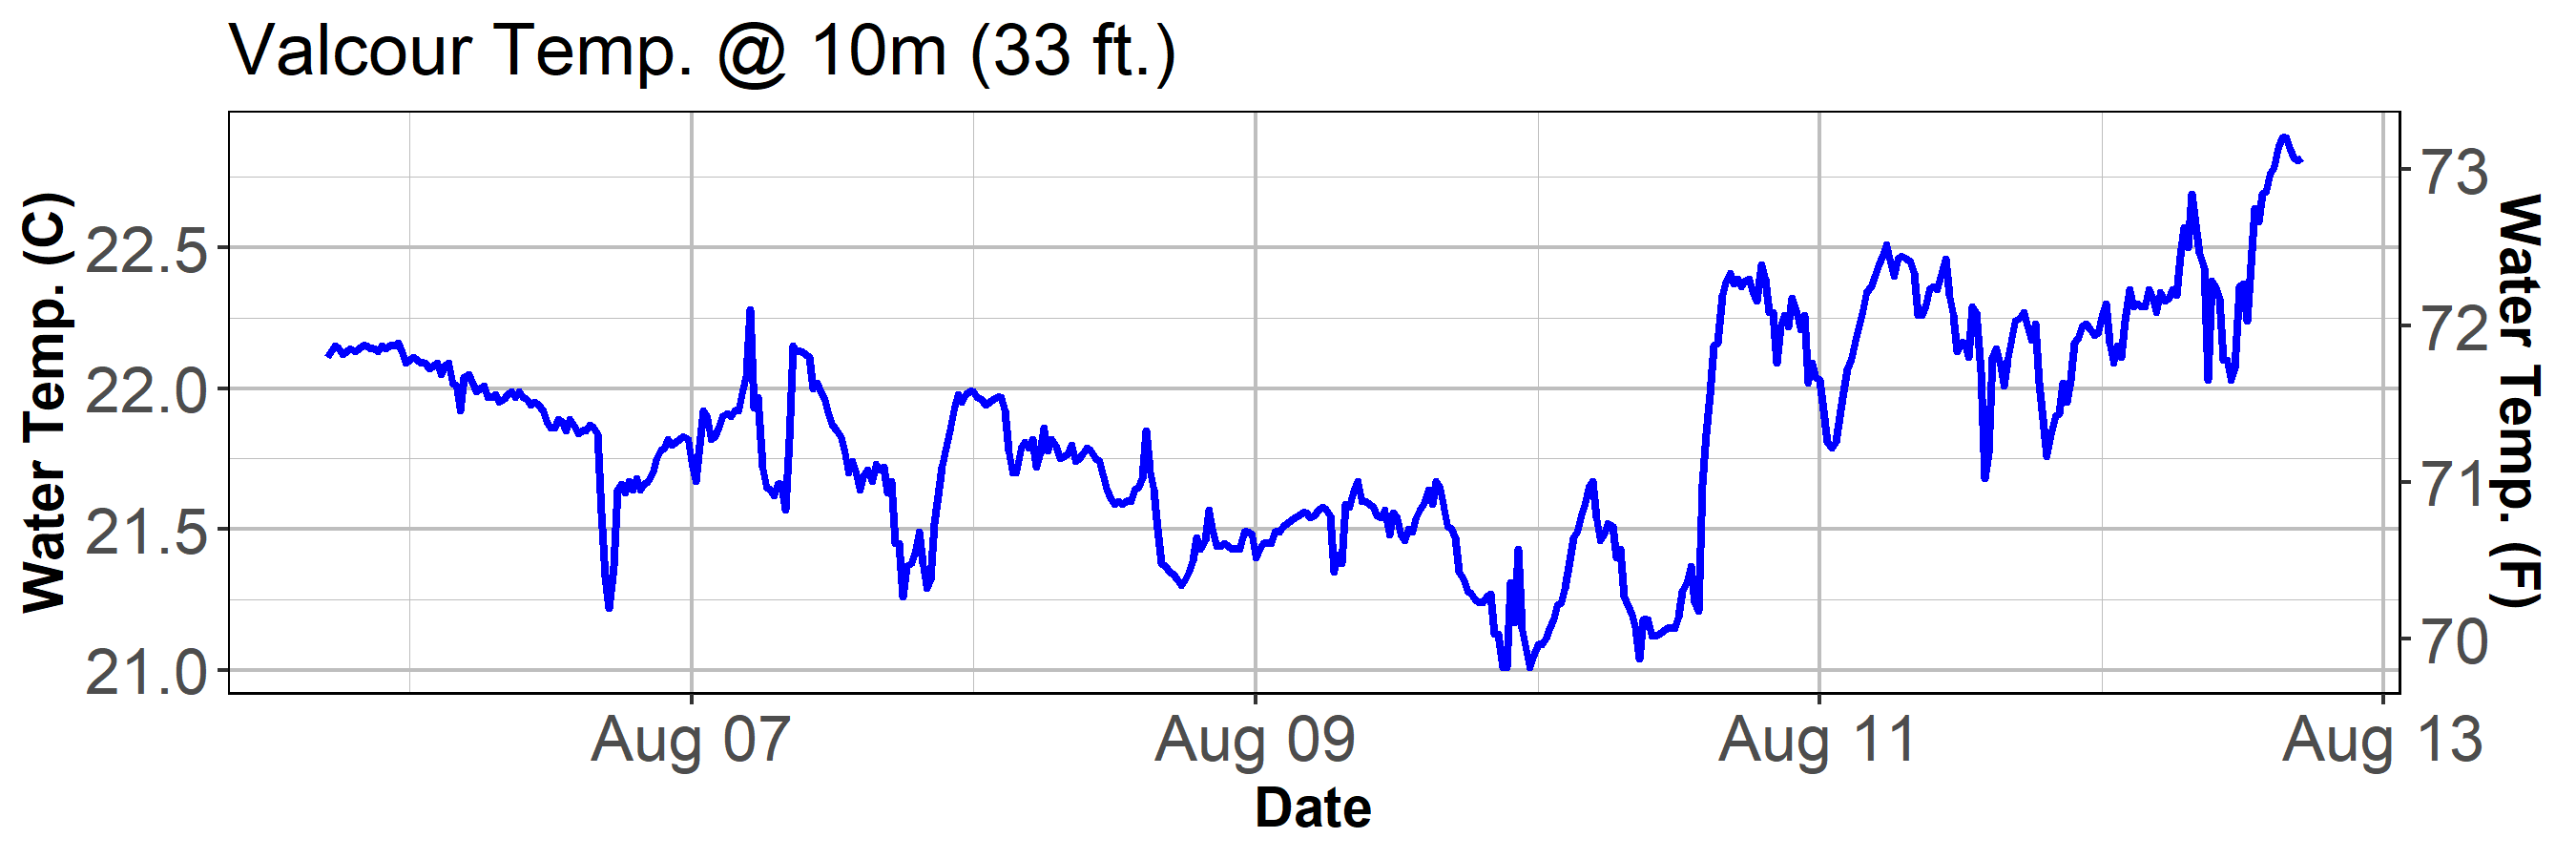 Valcour Temp. @ 10m (33 ft.)
Water Temp. (C)
22.5
22.0
21.5
21.0
73
72
71
70
Water Temp. (F)
Aug 07
Aug 09
Aug 11
Aug 13
Date